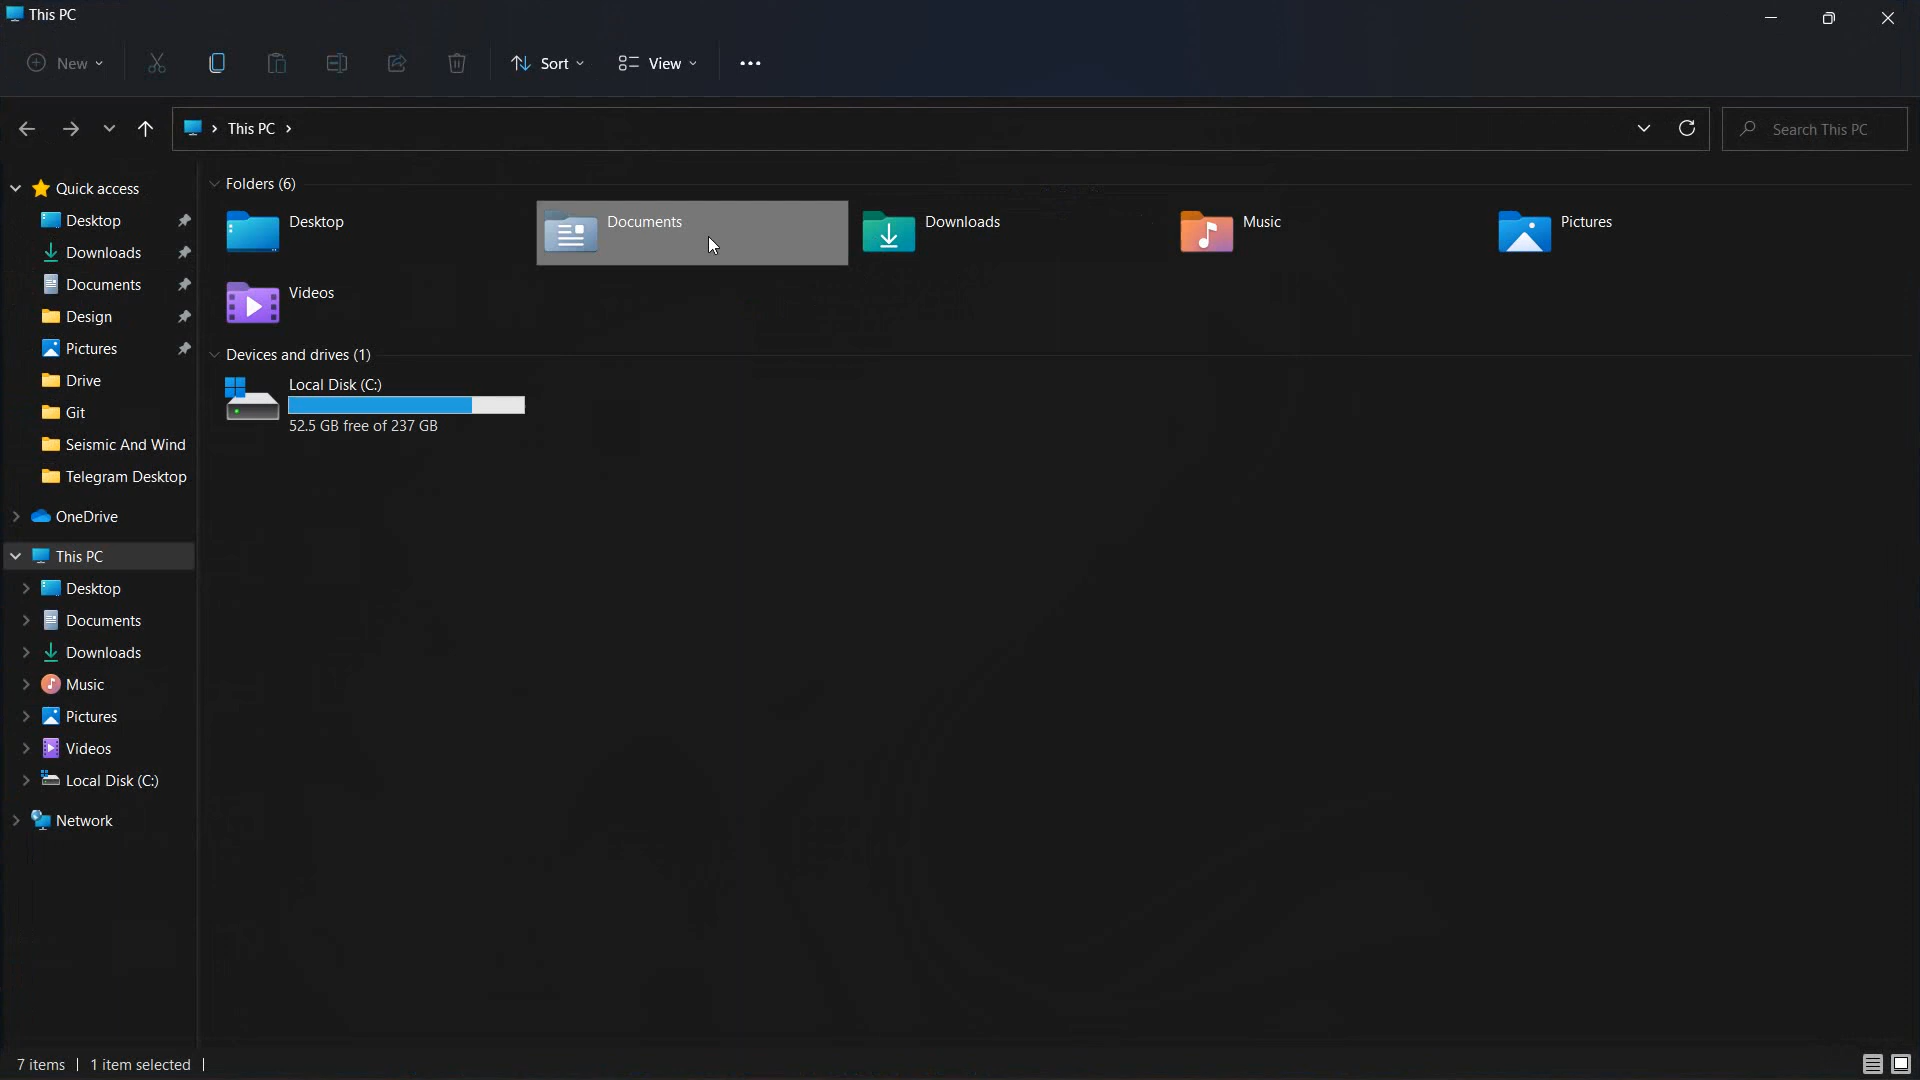 This PC
New
Sort
View
This PC
Search This PC
Quick access
Desktop
Downloads
Documents
Design
Pictures
Drive
Git
Seismic And Wind
Telegram Desktop
OneDrive
This PC
Desktop
Documents
Downloads
Music
Pictures
Videos
Local Disk (C:)
Network
Folders (6)
Desktop
Documents
Downloads
Music
Pictures
Videos
Devices and drives (1)
Local Disk (C:)
52.5 GB free of 237 GB
7 items
1 item selected